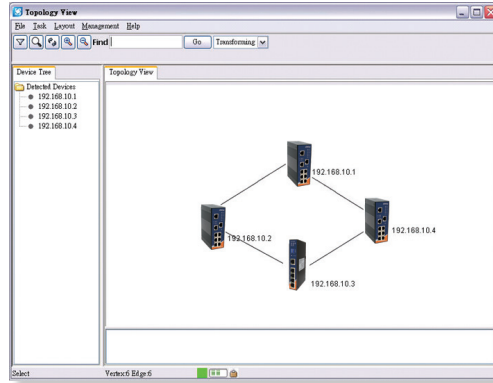 Topology View
File Task Layout Management Help
Find Go Transforming
Device Tree Topology View
Detected Devices
192.168.10.1
192.168.10.2
192.168.10.3
192.168.10.4
192.168.10.1
192.168.10.4
192.168.10.2
192.168.10.3
Select Vertex:6 Edge:6